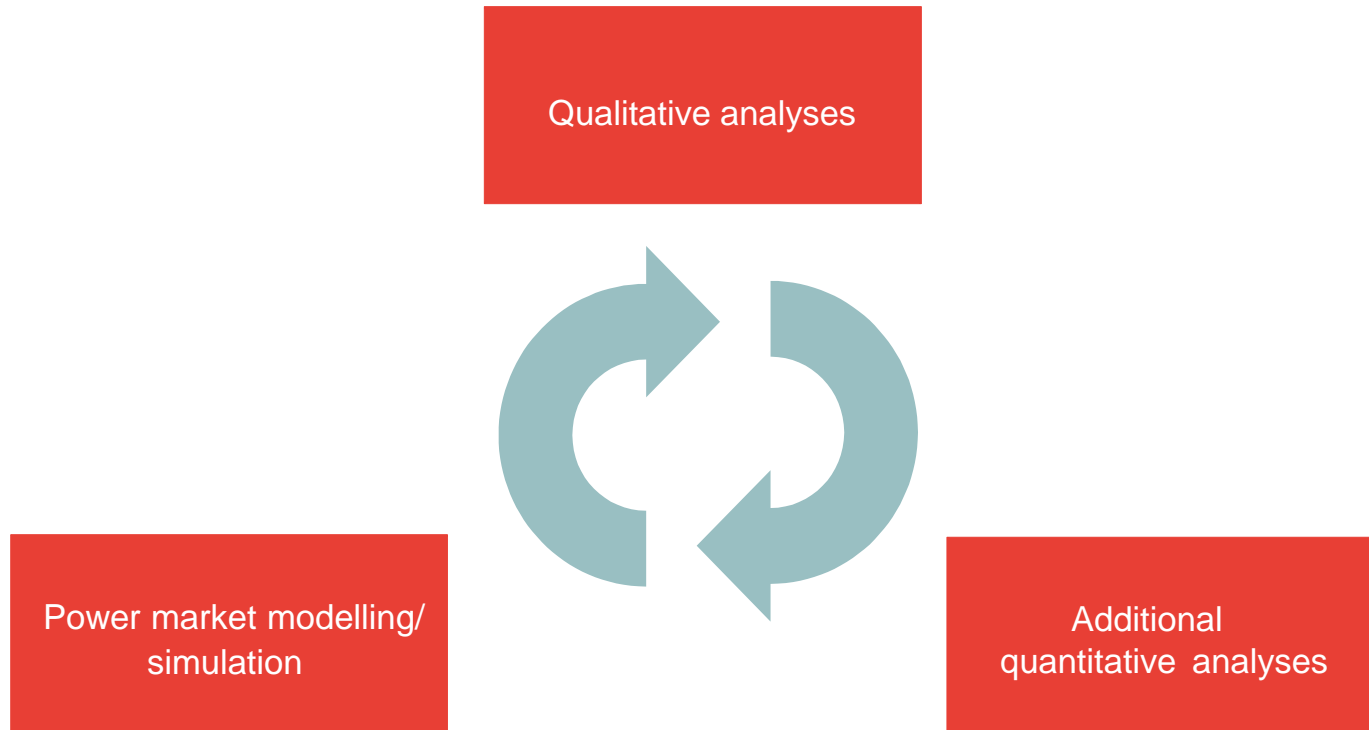 Qualitative analyses
Power market modelling/
simulation
Additional
quantitative analyses